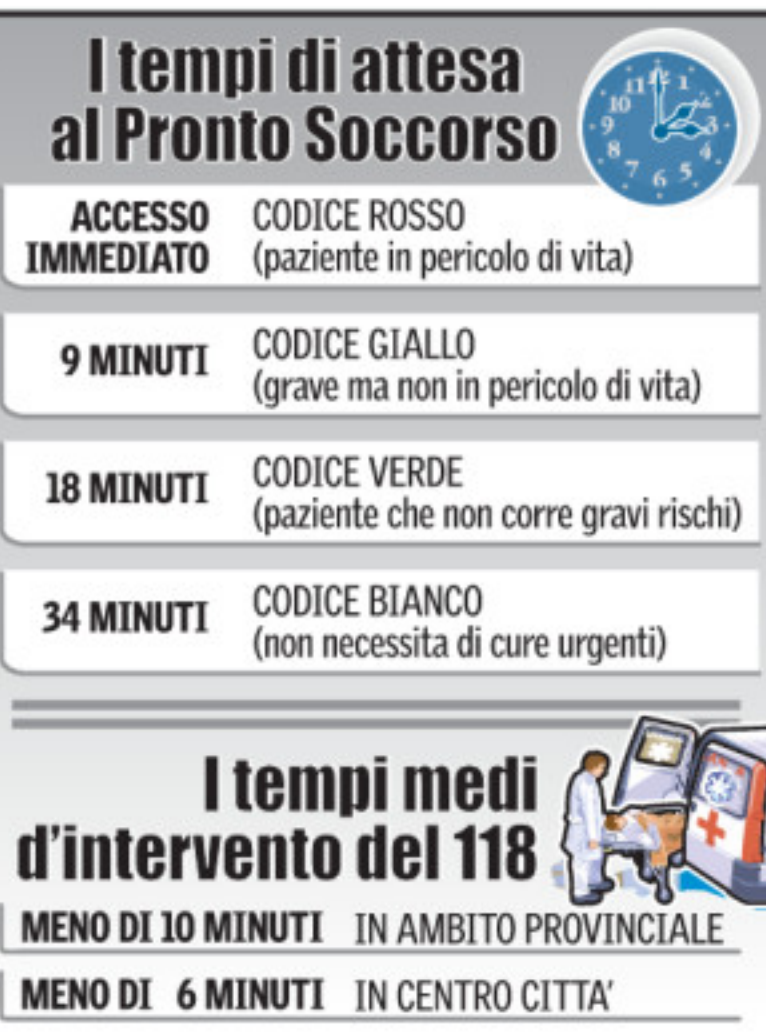 I tempi di attesa
al Pronto Soccorso
ACCESSO IMMEDIATO
CODICE ROSSO
(paziente in pericolo di vita)
9 MINUTI
CODICE GIALLO
(grave ma non in pericolo di vita)
18 MINUTI
CODICE VERDE
(paziente che non corre gravi rischi)
34 MINUTI
CODICE BIANCO
(non necessita di cure urgenti)
I tempi medi
d'intervento del 118
MENO DI 10 MINUTI IN AMBITO PROVINCIALE
MENO DI 6 MINUTI IN CENTRO CITTA'